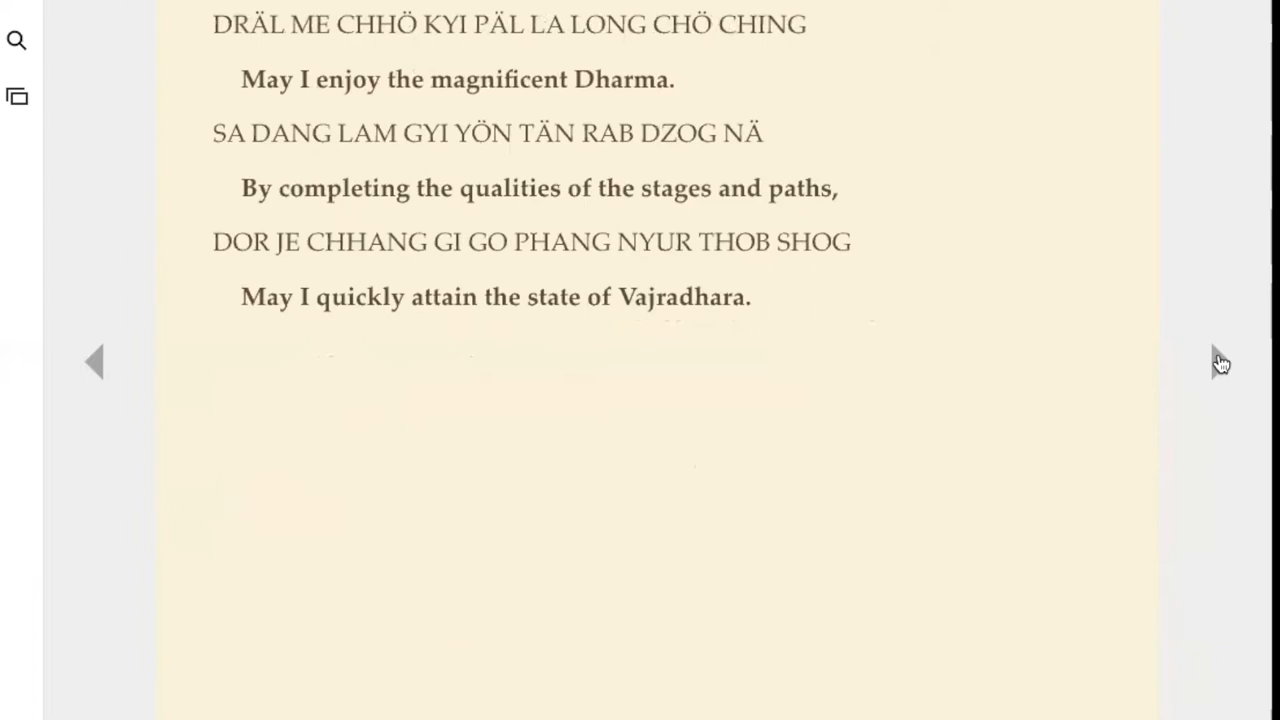 DRÄL ME CHHÖ KYI PÄL LA LONG CHÖ CHING
May I enjoy the magnificent Dharma.
SA DANG LAM GYI YÖN TÄN RAB DZOG NÄ
By completing the qualities of the stages and paths,
DOR JE CHHANG GI GO PHANG NYUR THOB SHOG
May I quickly attain the state of Vajradhara.